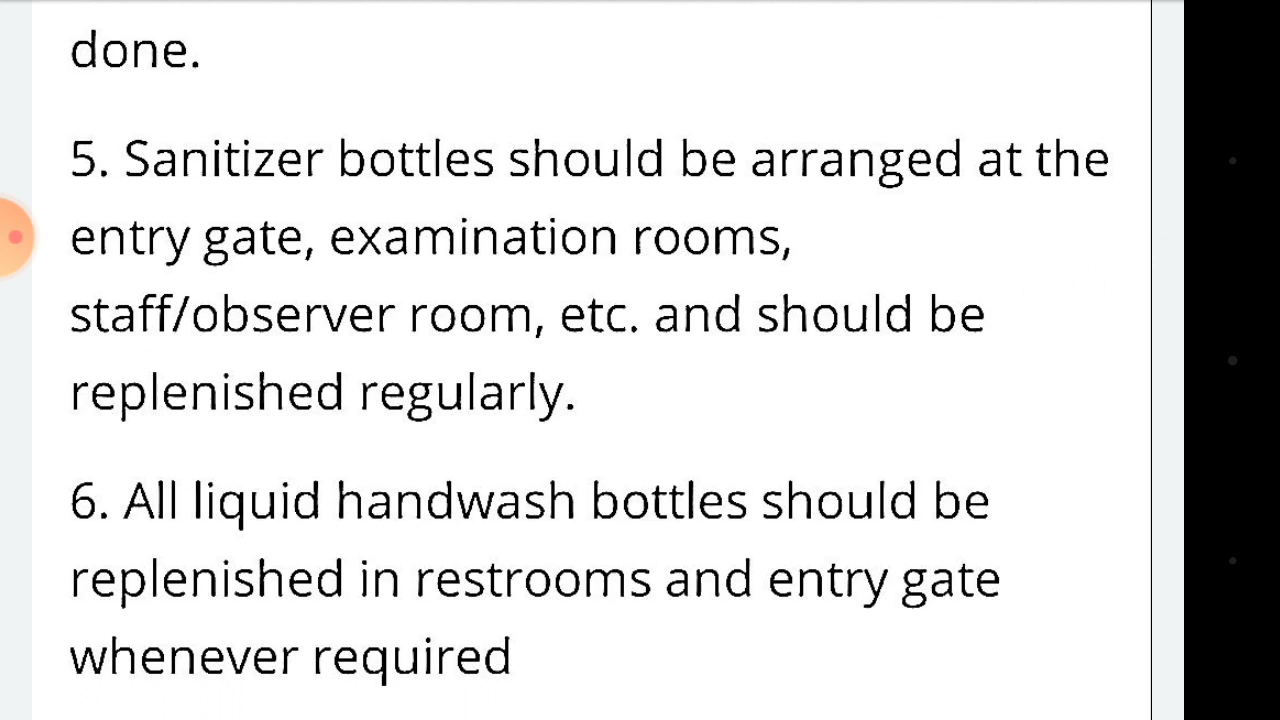 done.
5. Sanitizer bottles should be arranged at the
entry gate, examination rooms,
staff/observer room, etc. and should be
replenished regularly.
6. All liquid handwash bottles should be
replenished in restrooms and entry gate
whenever required